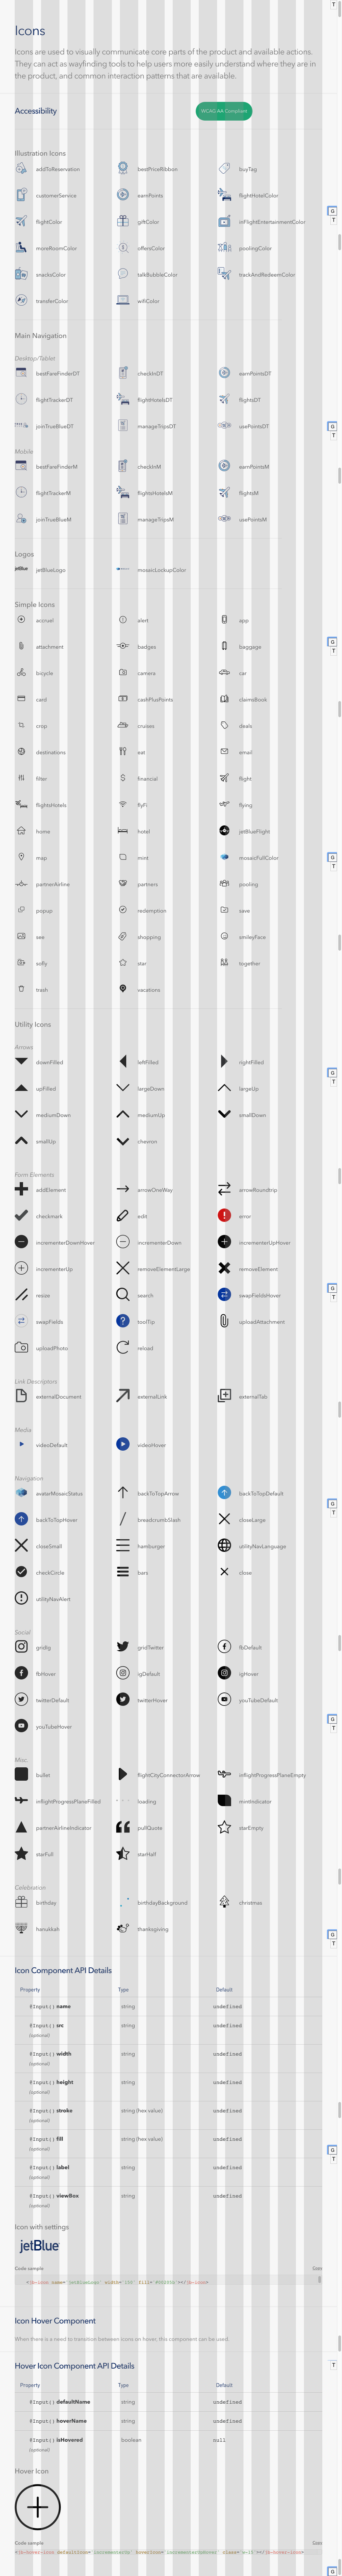 Icons
Icons are used to visually communicate core parts of the product and available actions.
They can act as wayfinding tools to help users more easily understand where they are in
the product, and common interaction patterns that are available.
Accessibility
WCAG AA Compliant
Illustration Icons
addToReservation bestPriceRibbon buyTag
customerService earnPoints flightHotelColor
flightColor giftColor inFlightEntertainmentColor
moreRoomColor offersColor poolingColor
snacksColor talkBubbleColor trackAndRedeemColor
transferColor wifiColor
Main Navigation
Desktop/Tablet
bestFareFinderDT checkInDT earnPointsDT
flightTrackerDT flightHotelsDT flightsDT
joinTrueBlueDT manageTripsDT usePointsDT
Mobile
bestFareFinderM checkInM earnPointsM
flightTrackerM flightsHotelsM flightsM
joinTrueBlueM manageTripsM usePointsM
Logos
jetBlue jetBlueLogo mosaicLockupColor
Simple Icons
accrual alert app
attachment badges baggage
bicycle camera car
card cashPlusPoints claimsBook
crop cruises deals
destinations eat email
filter financial flight
flightsHotels flyFi flying
home hotel jetBlueFlight
map mint mosaicFullColor
partnerAirline partners pooling
popup redemption save
see shopping smileyFace
softy star together
trash vacations
Utility Icons
Arrows
downFilled leftFilled rightFilled
upFilled largeDown largeUp
mediumDown mediumUp smallDown
smallUp chevron
Form Elements
addElement arrowOneWay arrowRoundtrip
checkmark edit error
incrementerDownHover incrementerDown incrementerUpHover
incrementerUp removeElementLarge removeElement
resize search swapFieldsHover
swapFields toolTip uploadAttachment
uploadPhoto reload
Link Descriptors
externalDocument externalLink externalTab
Media
videoDefault videoHover
Navigation
avatarMosaicStatus backToTopArrow backToTopDefault
backToTopHover breadcrumbSlash closeLarge
closeSmall hamburger utilityNavLanguage
checkCircle bars close
utilityNavAlert
Social
gridIg gridTwitter fbDefault
fbHover igDefault igHover
twitterDefault twitterHover youTubeDefault
youTubeHover
Misc
bullet flightCityConnectorArrow inflightProgressPlaneEmpty
inflightProgressPlaneFilled loading mintIndicator
partnerAirlineIndicator pullQuote starEmpty
starFull starHalf
Celebration
birthday birthdayBackground christmas
hanukkah thanksgiving
Icon Component API Details
Property Type Default
@Input() name string undefined
@Input() src string undefined
(optional)
@Input() width string undefined
(optional)
@Input() height string undefined
(optional)
@Input() stroke string (hex value) undefined
(optional)
@Input() fill string (hex value) undefined
(optional)
@Input() label string undefined
(optional)
@Input() viewBox string undefined
(optional)
Icon with settings
jetBlue
Code sample
Icon Hover Component
When there is a need to transition between icons on hover, this component can be used.
Hover Icon Component API Details
Property Type Default
@Input() defaultName string undefined
@Input() hoverName string undefined
@Input() isHovered boolean null
(optional)
Hover Icon
Code sample